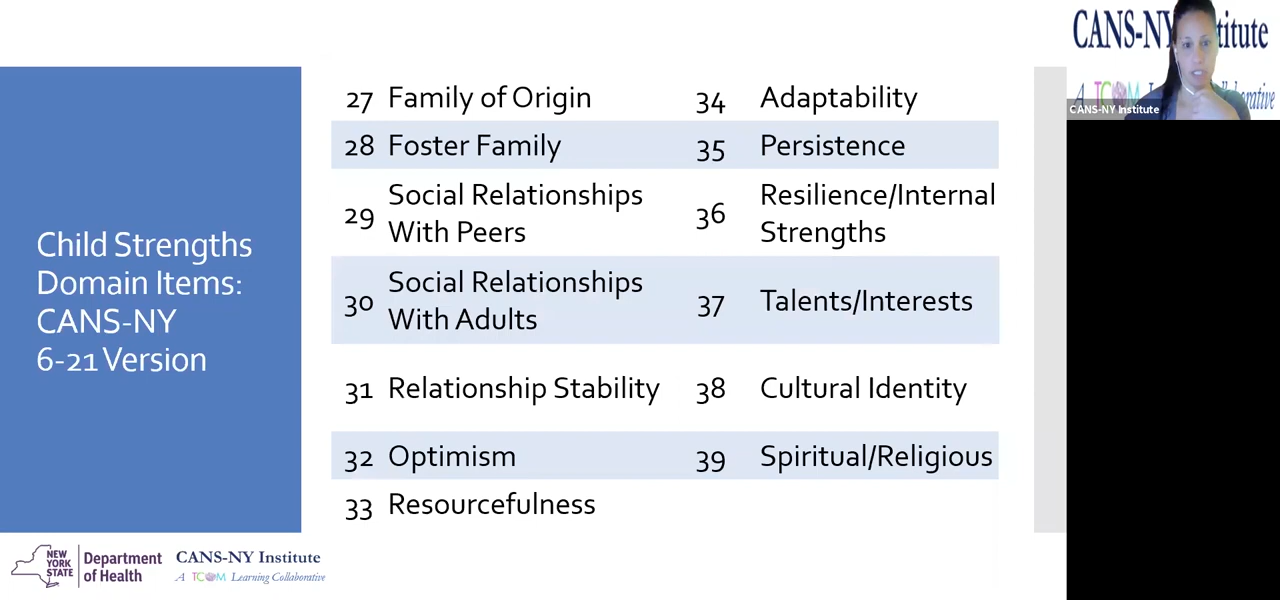 Child Strengths
Domain Items:
CANS-NY
6-21 Version
27 Family of Origin
28 Foster Family
29 Social Relationships
With Peers
30 Social Relationships
With Adults
31 Relationship Stability
32 Optimism
33 Resourcefulness
34 Adaptability
35 Persistence
36 Resilience/Internal
Strengths
37 Talents/Interests
38 Cultural Identity
39 Spiritual/Religious
NEW
YORK
STATE
Department
of Health
CANS-NY Institute
A TCOM Learning Collaborative
CANS-NY
CANS-NY Institute